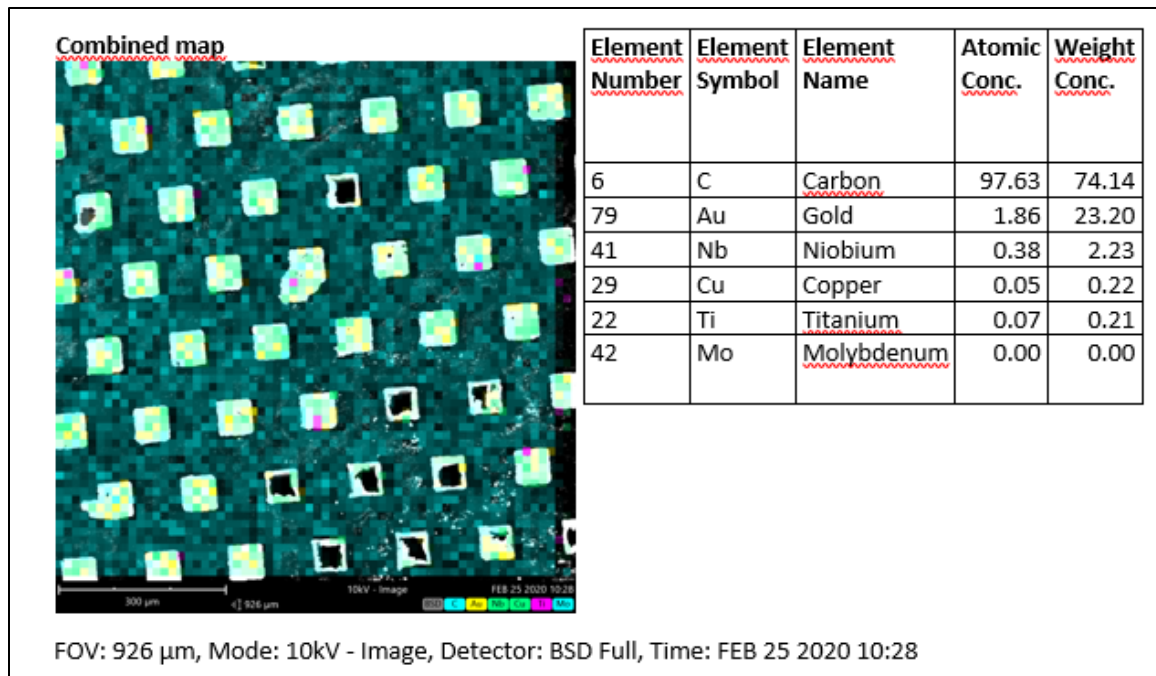 Combined map
Element Number Element Symbol Element Name Atomic Conc. Weight Conc.
6 C Carbon 97.63 74.14
79 Au Gold 1.86 23.20
41 Nb Niobium 0.38 2.23
29 Cu Copper 0.05 0.22
22 Ti Titanium 0.07 0.21
42 Mo Molybdenum 0.00 0.00
10kV - Image FEB 25 2020 10:28
300 µm 926 µm BSD C Au Nb Cu Ti Mo
FOV: 926 µm, Mode: 10kV - Image, Detector: BSD Full, Time: FEB 25 2020 10:28